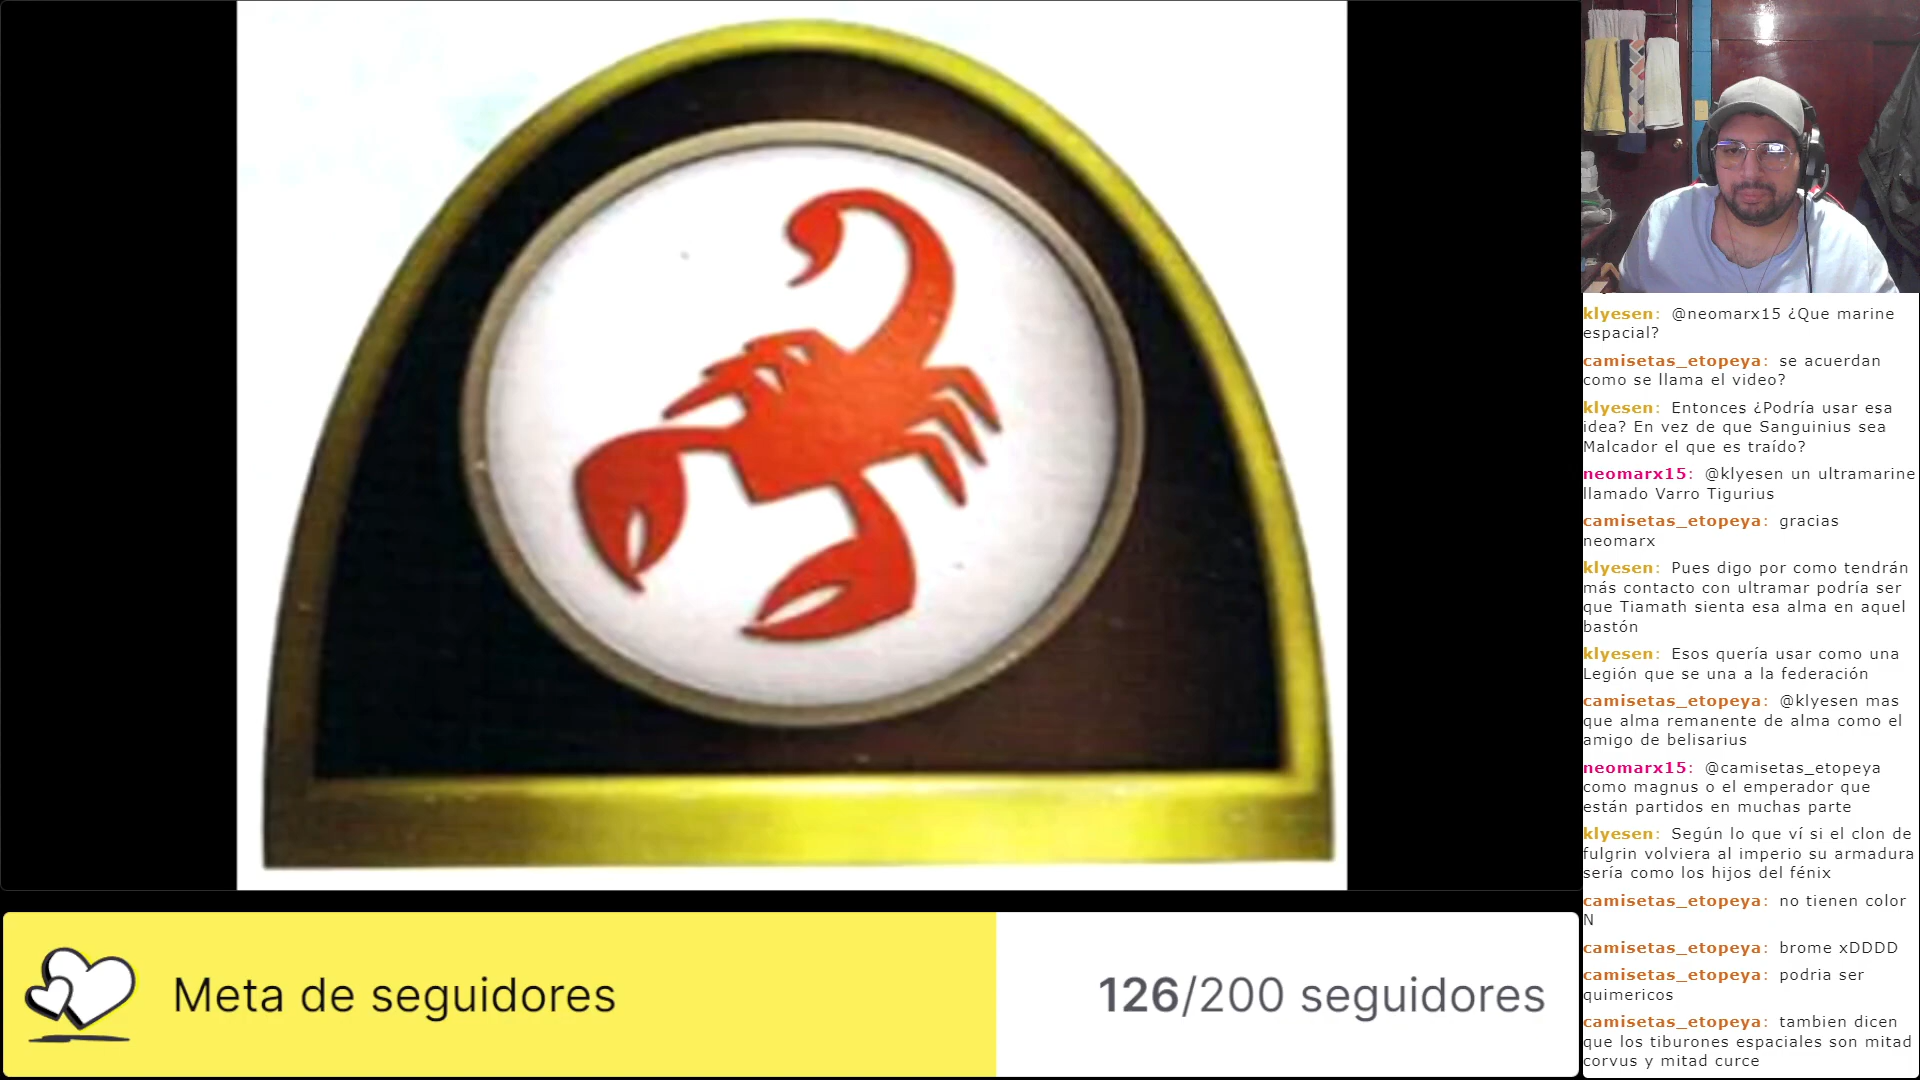 klyesen: @neomarx15 ¿Que marine
espacial?
camisetas_etopeya: se acuerdan
como se llama el video?
klyesen: Entonces ¿Podría usar esa
idea? En vez de que Sanguinius sea
Malcador el que es traído?
neomarx15: @klyesen un ultramarine
llamado Varro Tigurius
camisetas_etopeya: gracias
neomarx
klyesen: Pues digo por como tendrán
más contacto con ultramar podría ser
que Tiamath sienta esa alma en aquel
bastón
klyesen: Esos quería usar como una
Legión que se una a la federación
camisetas_etopeya: @klyesen mas
que alma remanente de alma como el
amigo de belisarius
neomarx15: @camisetas_etopeya
como magnus o el emperador que
están partidos en muchas parte
klyesen: Según lo que ví si el clon de
fulgrin volviera al imperio su armadura
sería como los hijos del fénix
camisetas_etopeya: no tienen color
N
camisetas_etopeya: brome xDDDD
camisetas_etopeya: podria ser
quimericos
camisetas_etopeya: tambien dicen
que los tiburones espaciales son mitad
corvus y mitad curce
Meta de seguidores
126/200 seguidores